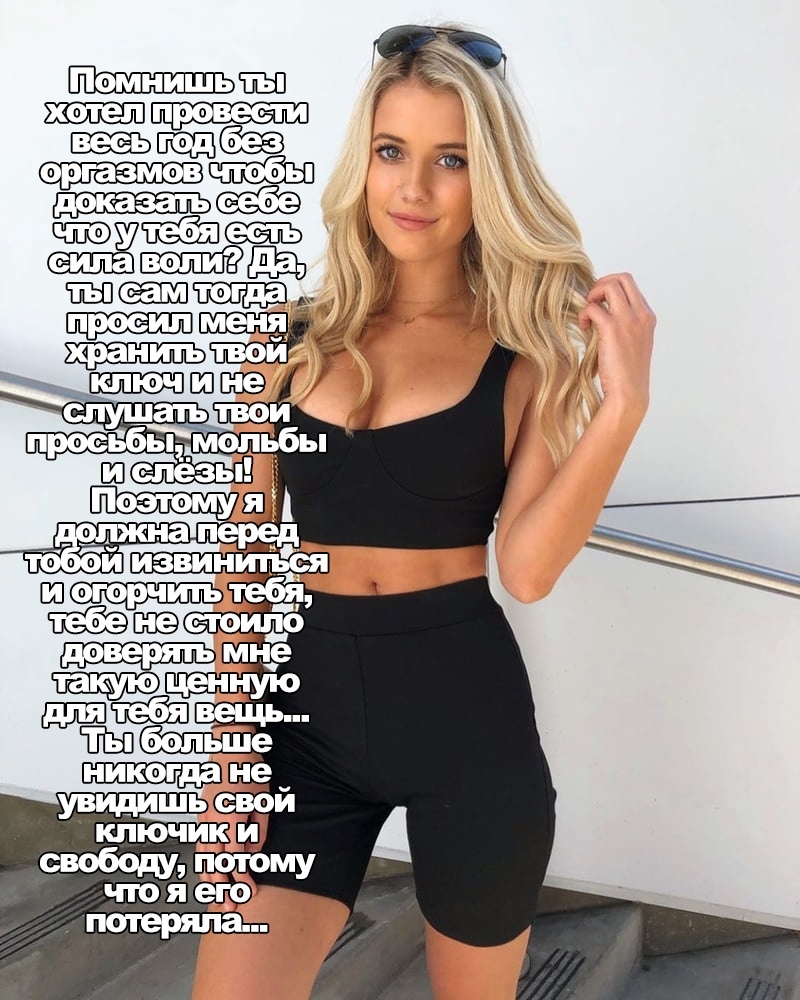 Помнишь ты
хотел провести
весь год без
оргазмов чтобы
доказать себе
что у тебя есть
сила воли? Да,
ты сам тогда
просил меня
хранить твой
ключ и не
слушать твои
просьбы, мольбы
и слёзы!
Поэтому я
должна перед
тобой извиниться
и огорчить тебя,
тебе не стоило
доверять мне
такую ценную
для тебя вещь...
Ты больше
никогда не
увидишь свой
ключик и
свободу, потому
что я его
потеряла...